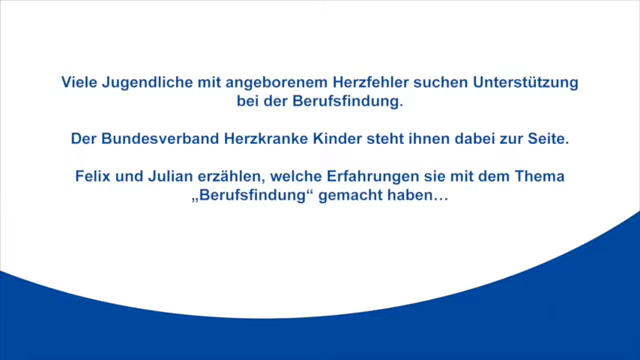 Viele Jugendliche mit angeborenem Herzfehler suchen Unterstützung
bei der Berufsfindung.
Der Bundesverband Herzkranke Kinder steht ihnen dabei zur Seite.
Felix und Julian erzählen, welche Erfahrungen sie mit dem Thema
„Berufsfindung“ gemacht haben…